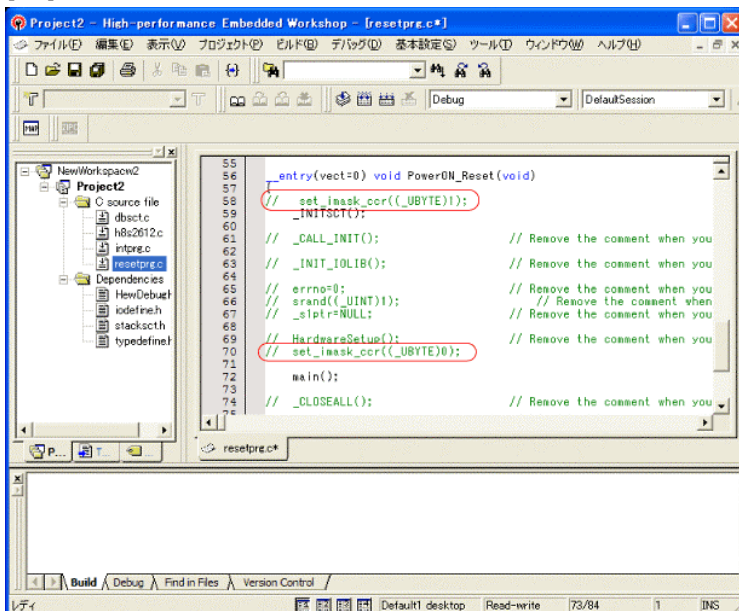 Project2 - High-performance Embedded Workshop - [resetprg.c*]
ファイル(F) 編集(E) 表示(V) プロジェクト(P) ビルド(B) デバッグ(D) 基本設定(S) ツール(T) ウィンドウ(W) ヘルプ(H)
Debug DefaultSession
NewWorkspacw2
Project2
C source file
dbsct.c
h8s2612.c
intprg.c
resetprg.c
Dependencies
HewDebugH
iodefine.h
stacksct.h
typedefine.h
P... T...
55
56 __entry(vect=0) void PowerON_Reset(void)
57 {
58 // set_imask_ccr((_UBYTE)1);
59 _INITSCT();
60
61 // _CALL_INIT(); // Remove the comment when you
62
63 // _INIT_IOLIB(); // Remove the comment when you
64
65 // errno=0; // Remove the comment when you
66 // srand((_UINT)1); // Remove the comment when
67 // _s1ptr=NULL; // Remove the comment when you
68
69 // HardwareSetup(); // Remove the comment when you
70 // set_imask_ccr((_UBYTE)0);
71
72 main();
73
74 // _CLOSEALL(); // Remove the comment when you
75
resetprg.c*
Build Debug Find in Files Version Control
レディ Default1 desktop Read-write 73/84 1 INS